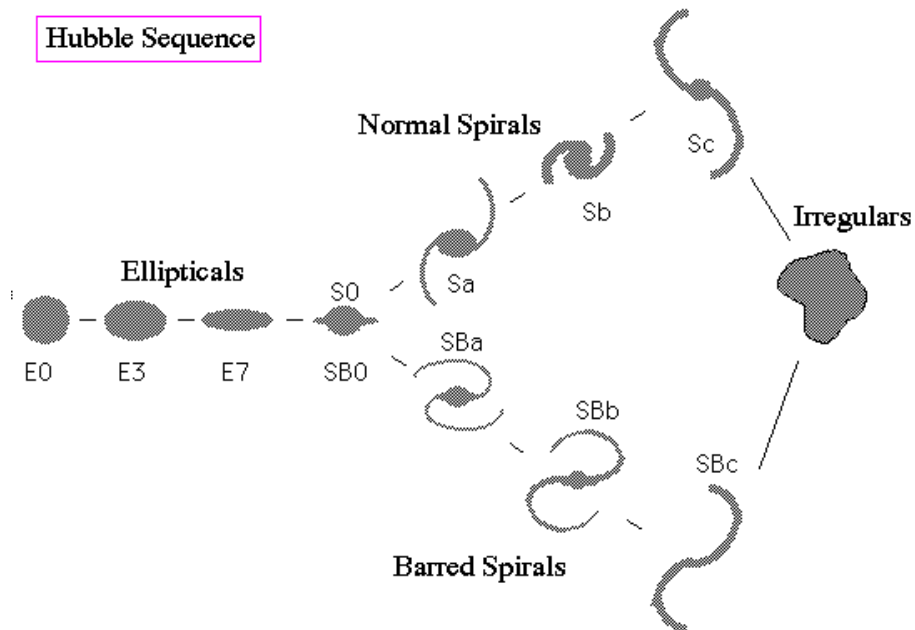 Hubble Sequence
Normal Spirals
Sc
Sb
Irregulars
Ellipticals
S0
Sa
E0
E3
E7
SB0
SBa
SBb
SBc
Barred Spirals